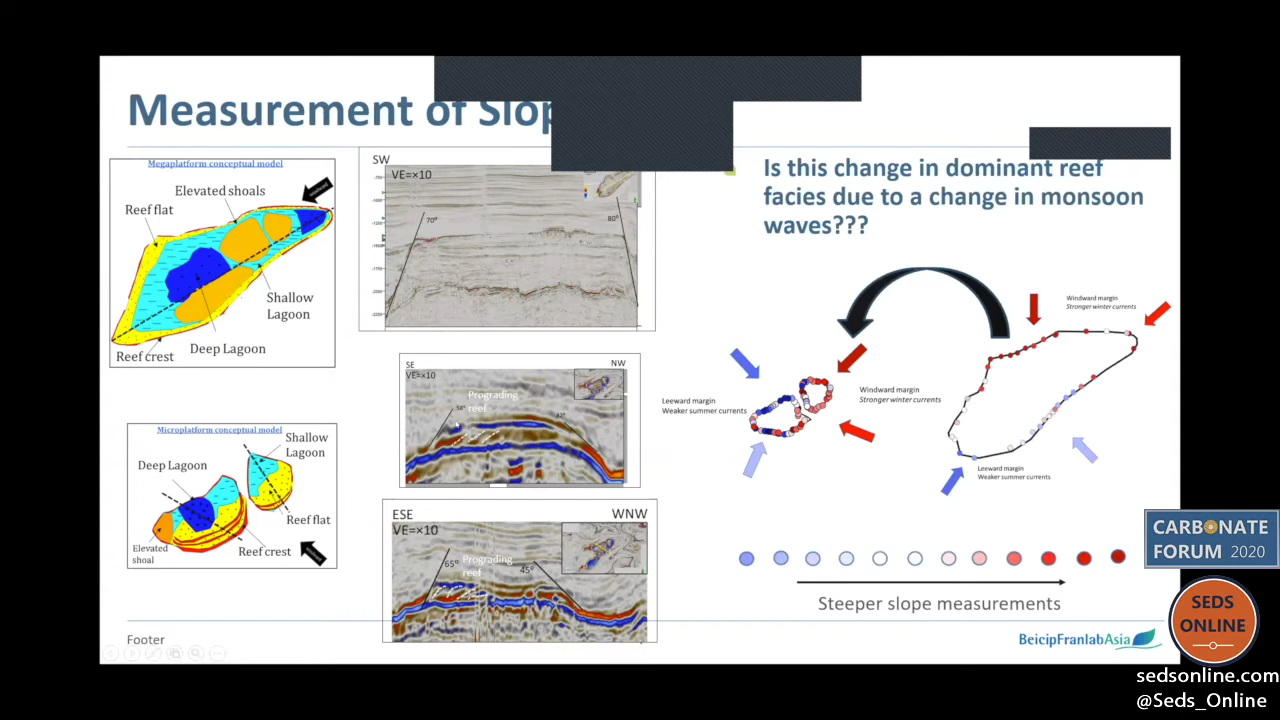 Measurement of Slop
Megaplatform conceptual model
Elevated shoals
Reef flat
Shallow
Lagoon
Deep Lagoon
Reef crest
SW
VE=×10
70°
80°
Is this change in dominant reef
facies due to a change in monsoon
waves???
Windward margin
Stronger winter currents
SE
NW
VE=×10
Prograding
reef
Leeward margin
Weaker summer currents
Windward margin
Stronger winter currents
Leeward margin
Weaker summer currents
Microplatform conceptual model
Shallow
Lagoon
Deep Lagoon
Reef flat
Elevated
shoal
Reef crest
ESE
WNW
VE=×10
65°
Prograding
reef
45°
Steeper slope measurements
Footer
BeicipFranlabAsia
CARBONATE
FORUM 2020
SEDS
ONLINE
sedsonline.com
@Seds_Online